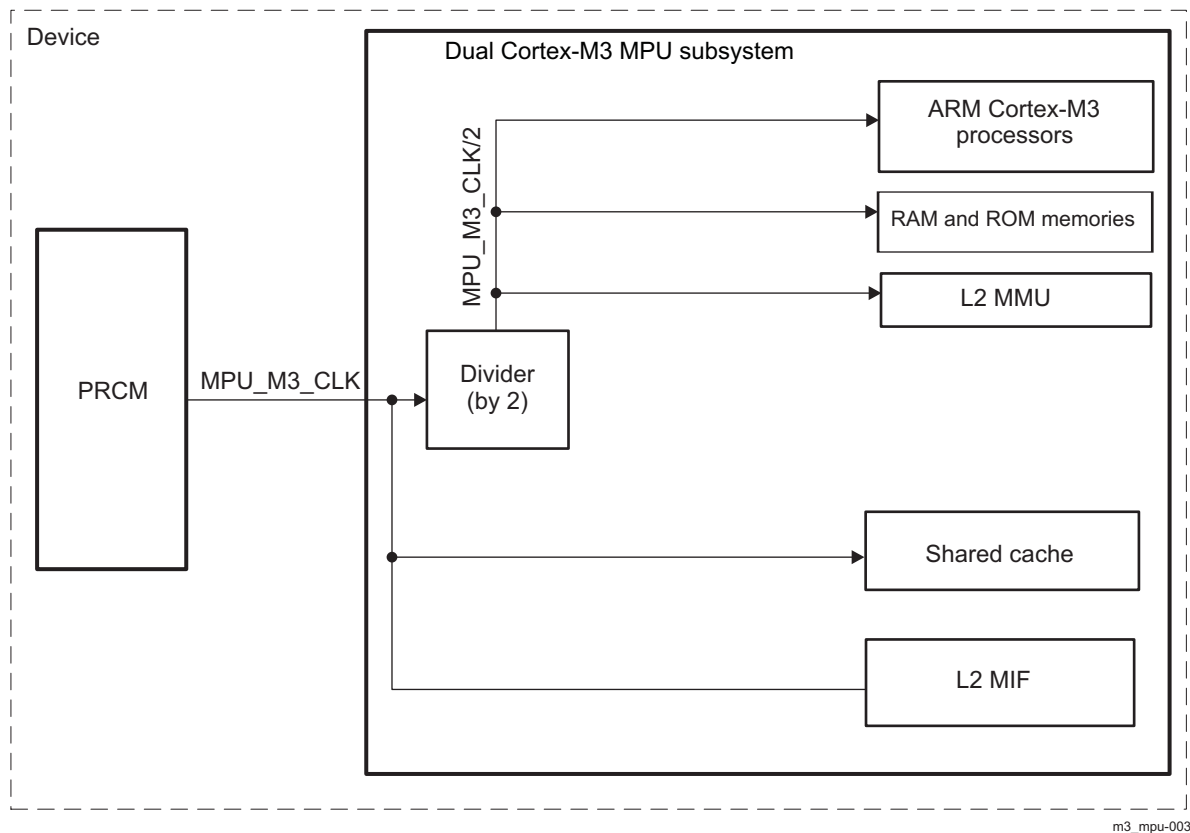 Device
Dual Cortex-M3 MPU subsystem
ARM Cortex-M3
processors
MPU_M3_CLK/2
RAM and ROM memories
L2 MMU
PRCM
MPU_M3_CLK
Divider
(by 2)
Shared cache
L2 MIF
m3_mpu-003